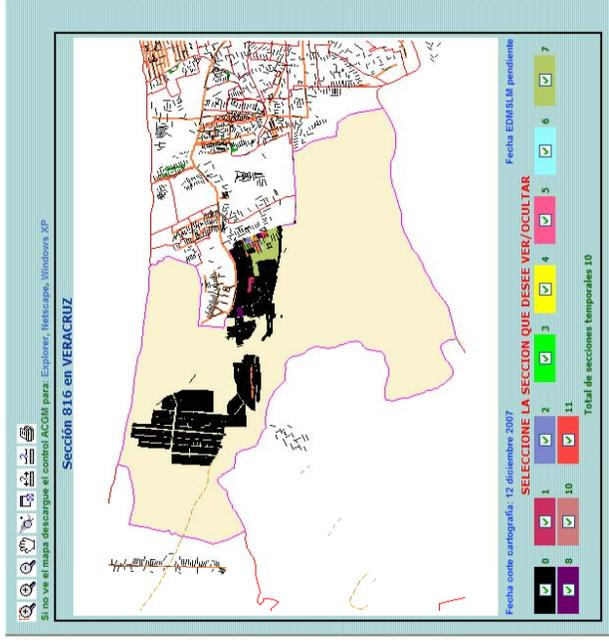 Si no ve el mapa descargue el control ACGM para: Explorer, Netscape, Windows XP
Sección 816 en VERACRUZ
Fecha corte cartografia: 12 diciembre 2007
Fecha EDMSLM pendiente
SELECCIONE LA SECCION QUE DESEE VER/OCULTAR
0 1 2 3 4 5 6 7
8 10 11
Total de secciones temporales 10